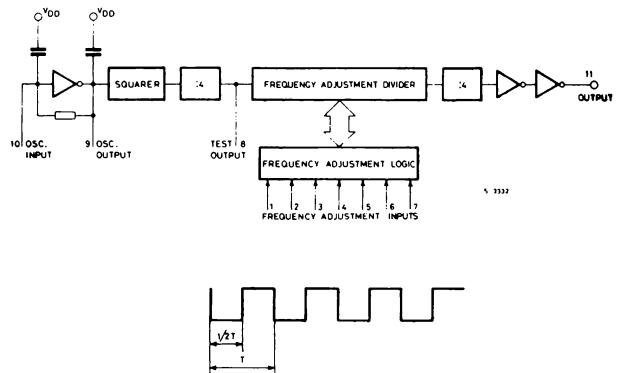 VDD VDD
SQUARER :4 FREQUENCY ADJUSTMENT DIVIDER :4 11
OUTPUT
10 OSC. INPUT
9 OSC. OUTPUT
TEST 8 OUTPUT
FREQUENCY ADJUSTMENT LOGIC
1 2 3 4 5 6 7
FREQUENCY ADJUSTMENT INPUTS
S 3332
1/2T
T